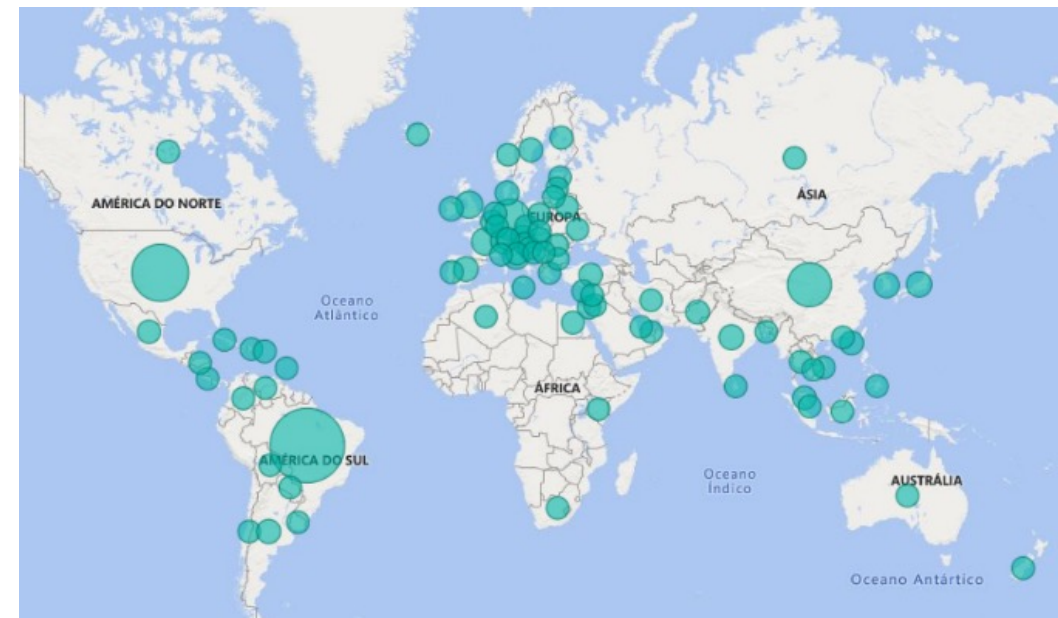 AMÉRICA DO NORTE
ÁSIA
EUROPA
Oceano
Atlântico
ÁFRICA
AMÉRICA DO SUL
Oceano
Índico
AUSTRÁLIA
Oceano Antártico